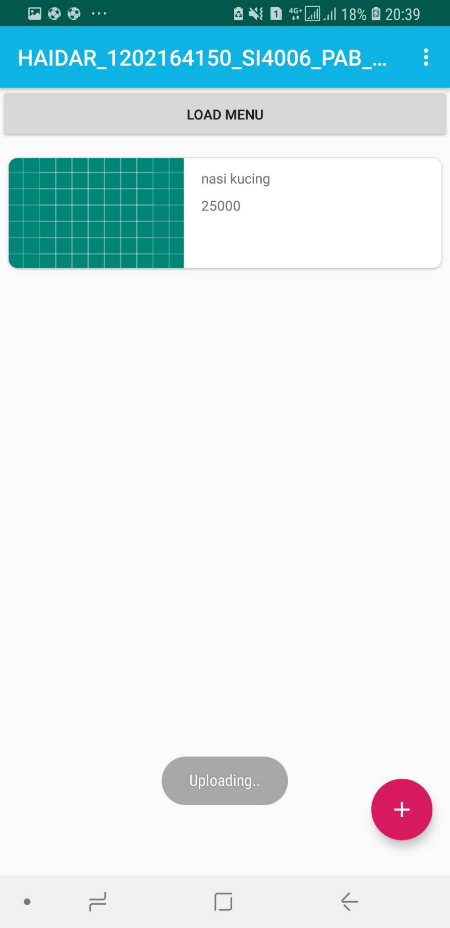 18% 20:39
HAIDAR_1202164150_SI4006_PAB_...
LOAD MENU
nasi kucing
25000
Uploading..